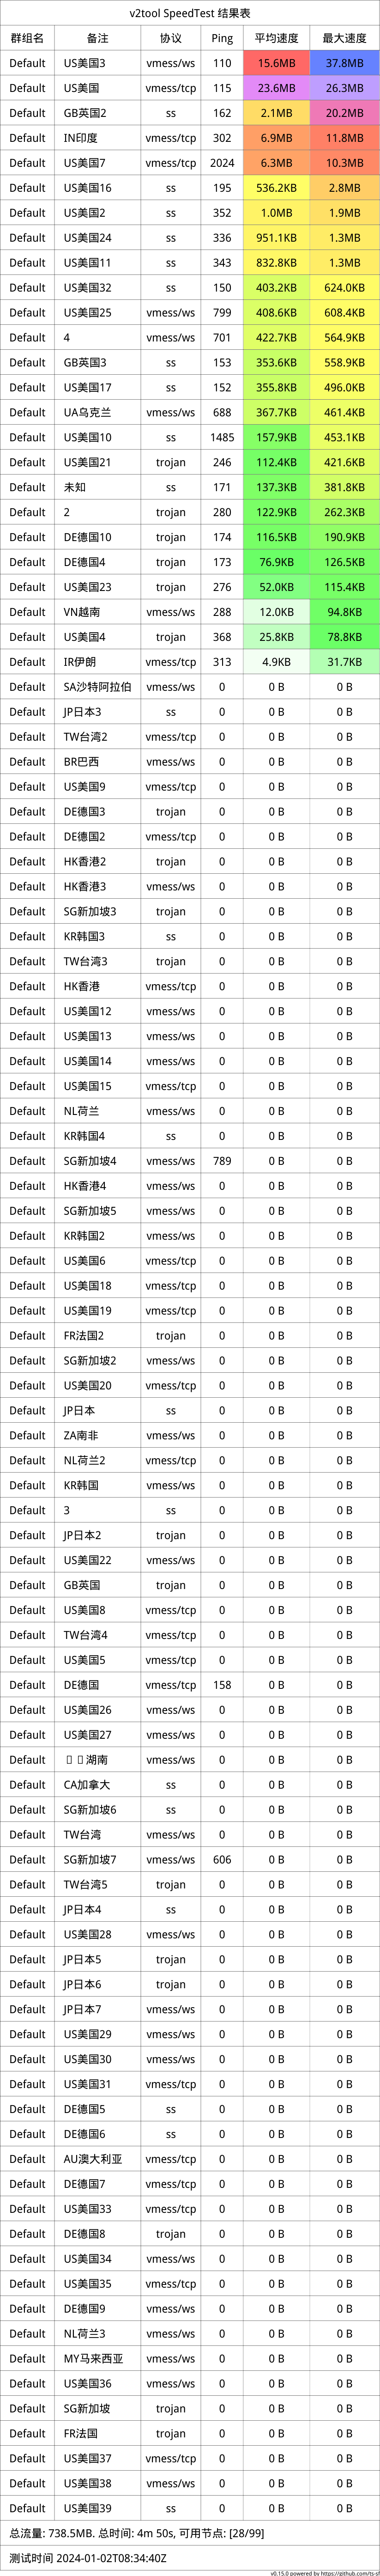 v2tool SpeedTest 结果表
群组名 备注 协议 Ping 平均速度 最大速度
Default US美国3 vmess/ws 110 15.6MB 37.8MB
Default US美国 vmess/tcp 115 23.6MB 26.3MB
Default GB英国2 ss 162 2.1MB 20.2MB
Default IN印度 vmess/tcp 302 6.9MB 11.8MB
Default US美国7 vmess/tcp 2024 6.3MB 10.3MB
Default US美国16 ss 195 536.2KB 2.8MB
Default US美国2 ss 352 1.0MB 1.9MB
Default US美国24 ss 336 951.1KB 1.3MB
Default US美国11 ss 343 832.8KB 1.3MB
Default US美国32 ss 150 403.2KB 624.0KB
Default US美国25 vmess/ws 799 408.6KB 608.4KB
Default 4 vmess/ws 701 422.7KB 564.9KB
Default GB英国3 ss 153 353.6KB 558.9KB
Default US美国17 ss 152 355.8KB 496.0KB
Default UA乌克兰 vmess/ws 688 367.7KB 461.4KB
Default US美国10 ss 1485 157.9KB 453.1KB
Default US美国21 trojan 246 112.4KB 421.6KB
Default 未知 ss 171 137.3KB 381.8KB
Default 2 trojan 280 122.9KB 262.3KB
Default DE德国10 trojan 174 116.5KB 190.9KB
Default DE德国4 trojan 173 76.9KB 126.5KB
Default US美国23 trojan 276 52.0KB 115.4KB
Default VN越南 vmess/ws 288 12.0KB 94.8KB
Default US美国4 trojan 368 25.8KB 78.8KB
Default IR伊朗 vmess/tcp 313 4.9KB 31.7KB
Default SA沙特阿拉伯 vmess/ws 0 0 B 0 B
Default JP日本3 ss 0 0 B 0 B
Default TW台湾2 vmess/tcp 0 0 B 0 B
Default BR巴西 vmess/ws 0 0 B 0 B
Default US美国9 vmess/tcp 0 0 B 0 B
Default DE德国3 trojan 0 0 B 0 B
Default DE德国2 vmess/tcp 0 0 B 0 B
Default HK香港2 trojan 0 0 B 0 B
Default HK香港3 vmess/ws 0 0 B 0 B
Default SG新加坡3 trojan 0 0 B 0 B
Default KR韩国3 ss 0 0 B 0 B
Default TW台湾3 trojan 0 0 B 0 B
Default HK香港 vmess/tcp 0 0 B 0 B
Default US美国12 vmess/ws 0 0 B 0 B
Default US美国13 vmess/ws 0 0 B 0 B
Default US美国14 vmess/ws 0 0 B 0 B
Default US美国15 vmess/tcp 0 0 B 0 B
Default NL荷兰 vmess/ws 0 0 B 0 B
Default KR韩国4 ss 0 0 B 0 B
Default SG新加坡4 vmess/ws 789 0 B 0 B
Default HK香港4 vmess/ws 0 0 B 0 B
Default SG新加坡5 vmess/ws 0 0 B 0 B
Default KR韩国2 vmess/ws 0 0 B 0 B
Default US美国6 vmess/tcp 0 0 B 0 B
Default US美国18 vmess/tcp 0 0 B 0 B
Default US美国19 vmess/tcp 0 0 B 0 B
Default FR法国2 trojan 0 0 B 0 B
Default SG新加坡2 vmess/ws 0 0 B 0 B
Default US美国20 vmess/tcp 0 0 B 0 B
Default JP日本 ss 0 0 B 0 B
Default ZA南非 vmess/ws 0 0 B 0 B
Default NL荷兰2 vmess/tcp 0 0 B 0 B
Default KR韩国 vmess/ws 0 0 B 0 B
Default 3 ss 0 0 B 0 B
Default JP日本2 trojan 0 0 B 0 B
Default US美国22 vmess/ws 0 0 B 0 B
Default GB英国 trojan 0 0 B 0 B
Default US美国8 vmess/tcp 0 0 B 0 B
Default TW台湾4 vmess/tcp 0 0 B 0 B
Default US美国5 vmess/tcp 0 0 B 0 B
Default DE德国 vmess/tcp 158 0 B 0 B
Default US美国26 vmess/ws 0 0 B 0 B
Default US美国27 vmess/ws 0 0 B 0 B
Default 湖南 vmess/ws 0 0 B 0 B
Default CA加拿大 ss 0 0 B 0 B
Default SG新加坡6 ss 0 0 B 0 B
Default TW台湾 vmess/ws 0 0 B 0 B
Default SG新加坡7 vmess/ws 606 0 B 0 B
Default TW台湾5 trojan 0 0 B 0 B
Default JP日本4 ss 0 0 B 0 B
Default US美国28 vmess/ws 0 0 B 0 B
Default JP日本5 trojan 0 0 B 0 B
Default JP日本6 trojan 0 0 B 0 B
Default JP日本7 vmess/ws 0 0 B 0 B
Default US美国29 vmess/ws 0 0 B 0 B
Default US美国30 vmess/ws 0 0 B 0 B
Default US美国31 vmess/tcp 0 0 B 0 B
Default DE德国5 ss 0 0 B 0 B
Default DE德国6 ss 0 0 B 0 B
Default AU澳大利亚 vmess/tcp 0 0 B 0 B
Default DE德国7 vmess/tcp 0 0 B 0 B
Default US美国33 vmess/tcp 0 0 B 0 B
Default DE德国8 trojan 0 0 B 0 B
Default US美国34 vmess/ws 0 0 B 0 B
Default US美国35 vmess/tcp 0 0 B 0 B
Default DE德国9 vmess/ws 0 0 B 0 B
Default NL荷兰3 vmess/ws 0 0 B 0 B
Default MY马来西亚 vmess/ws 0 0 B 0 B
Default US美国36 vmess/ws 0 0 B 0 B
Default SG新加坡 trojan 0 0 B 0 B
Default FR法国 trojan 0 0 B 0 B
Default US美国37 vmess/tcp 0 0 B 0 B
Default US美国38 vmess/ws 0 0 B 0 B
Default US美国39 ss 0 0 B 0 B
总流量: 738.5MB. 总时间: 4m 50s, 可用节点: [28/99]
测试时间 2024-01-02T08:34:40Z
v0.15.0 powered by